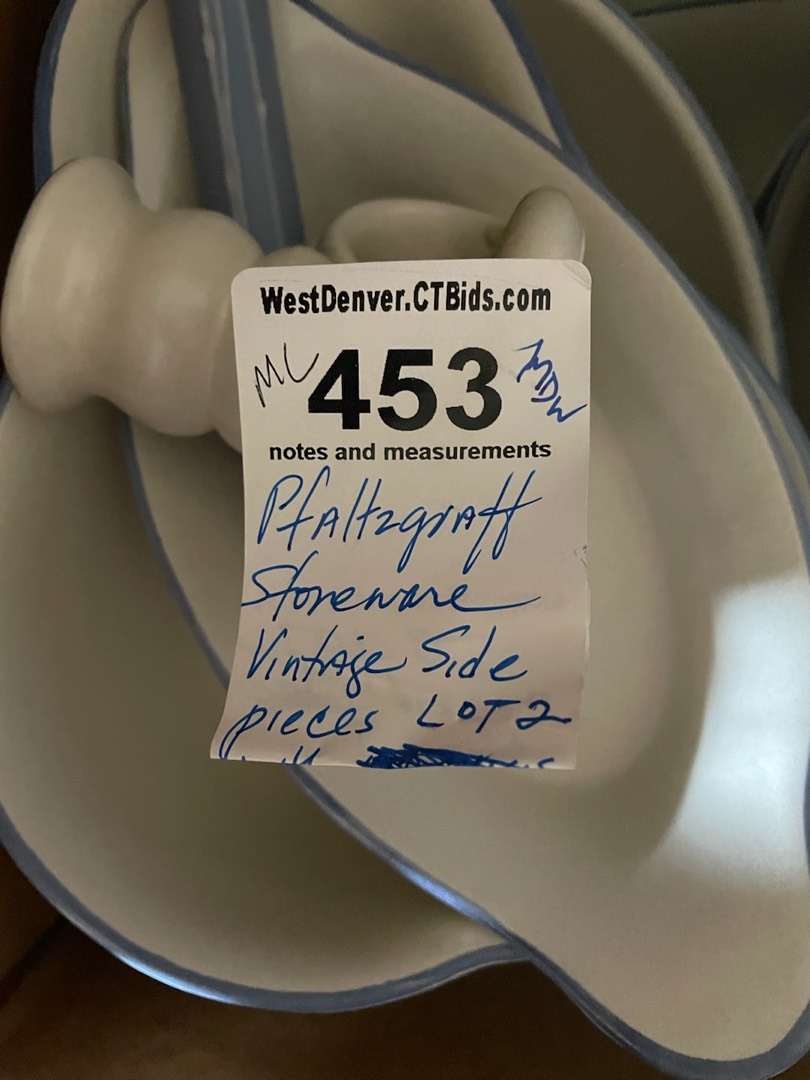 WestDenver.CTBids.com
MC 453 MDW
notes and measurements
Pfaltzgraff
Stoneware
Vintage Side
pieces LOT 2